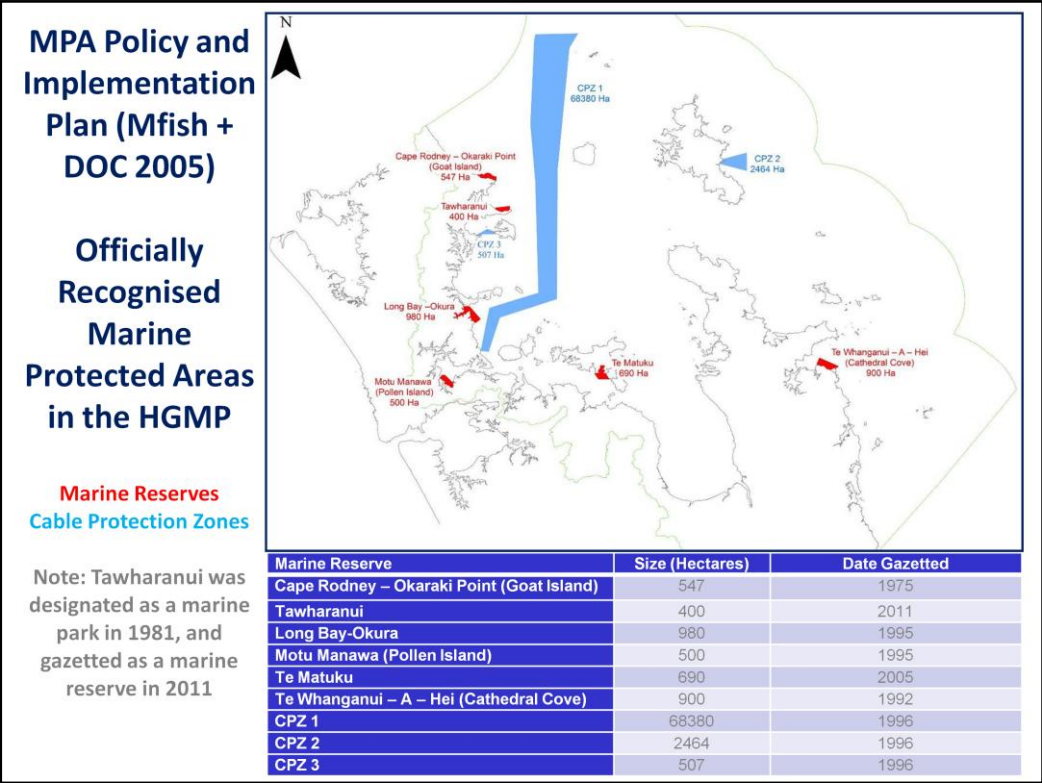 MPA Policy and
Implementation
Plan (Mfish +
DOC 2005)
Officially
Recognised
Marine
Protected Areas
in the HGMP
Marine Reserves
Cable Protection Zones
Note: Tawharanui was
designated as a marine
park in 1981, and
gazetted as a marine
reserve in 2011
N
CPZ 1
68380 Ha
CPZ 2
2464 Ha
Cape Rodney – Okaraki Point
(Goat Island)
547 Ha
Tawharanui
400 Ha
CPZ 3
507 Ha
Long Bay –Okura
980 Ha
Te Matuku
690 Ha
Te Whanganui – A – Hei
(Cathedral Cove)
900 Ha
Motu Manawa
(Pollen Island)
500 Ha
Marine Reserve Size (Hectares) Date Gazetted
Cape Rodney – Okaraki Point (Goat Island) 547 1975
Tawharanui 400 2011
Long Bay-Okura 980 1995
Motu Manawa (Pollen Island) 500 1995
Te Matuku 690 2005
Te Whanganui – A – Hei (Cathedral Cove) 900 1992
CPZ 1 68380 1996
CPZ 2 2464 1996
CPZ 3 507 1996